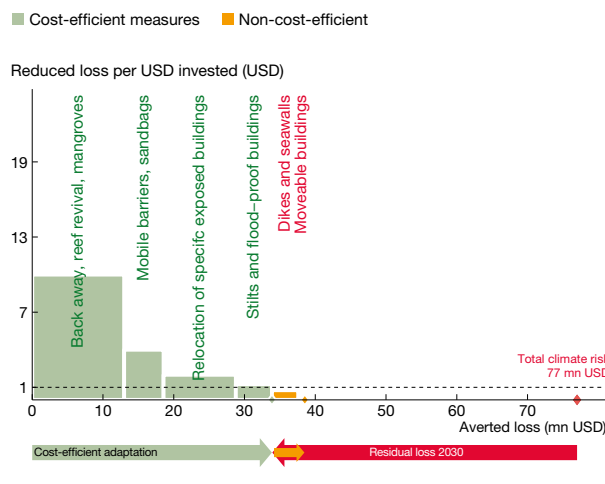 Cost-efficient measures
Non-cost-efficient
Reduced loss per USD invested (USD)
Back away, reef revival, mangroves
Mobile barriers, sandbags
Relocation of specifc exposed buildings
Stilts and flood–proof buildings
Dikes and seawalls
Moveable buildings
19
13
7
1
Total climate risk
77 mn USD
0 10 20 30 40 50 60 70
Averted loss (mn USD)
Cost-efficient adaptation
Residual loss 2030